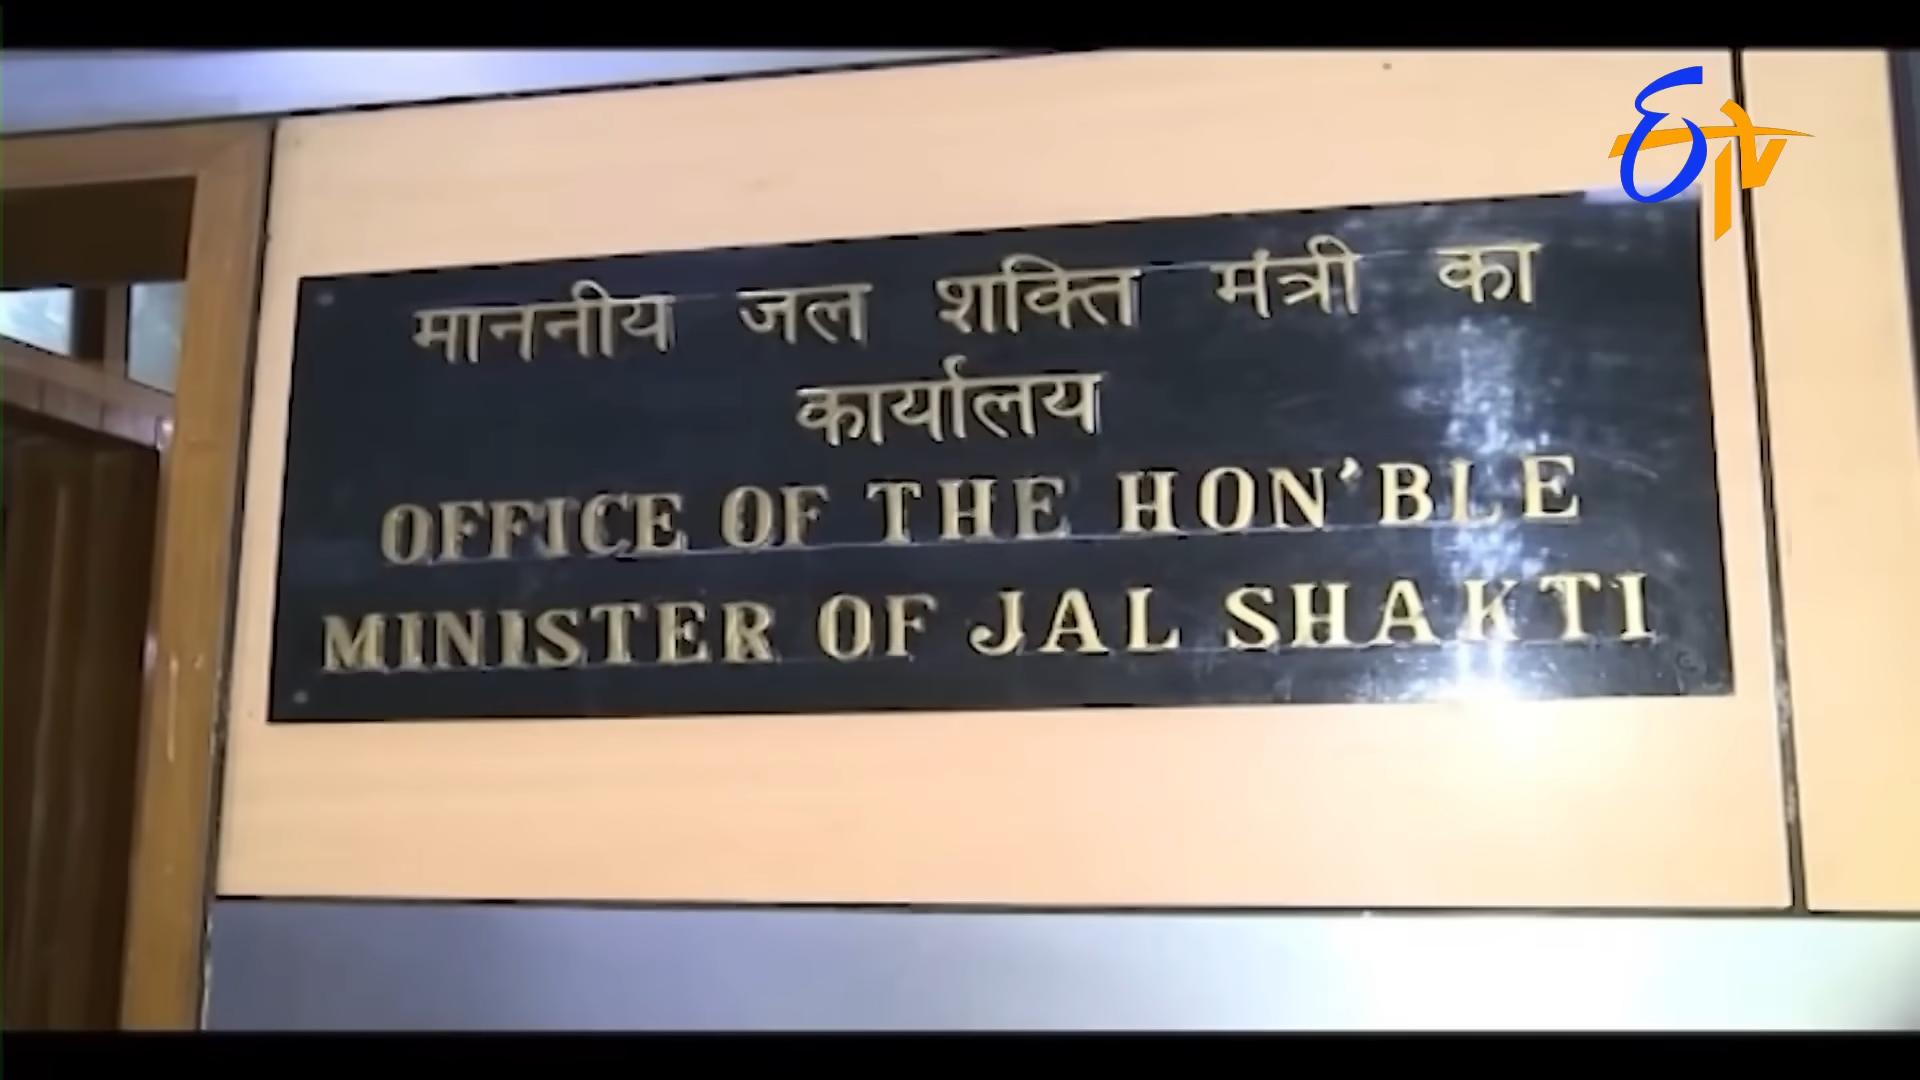 ETV
माननीय जल शक्ति मंत्री का
कार्यालय
OFFICE OF THE HON'BLE
MINISTER OF JAL SHAKTI